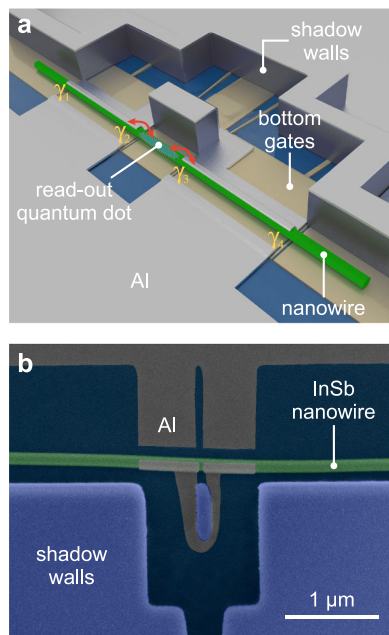 a
shadow
walls
γ1
bottom
gates
γ2
γ3
read-out
quantum dot
γ4
Al
nanowire
b
InSb
nanowire
Al
shadow
walls
1 μm